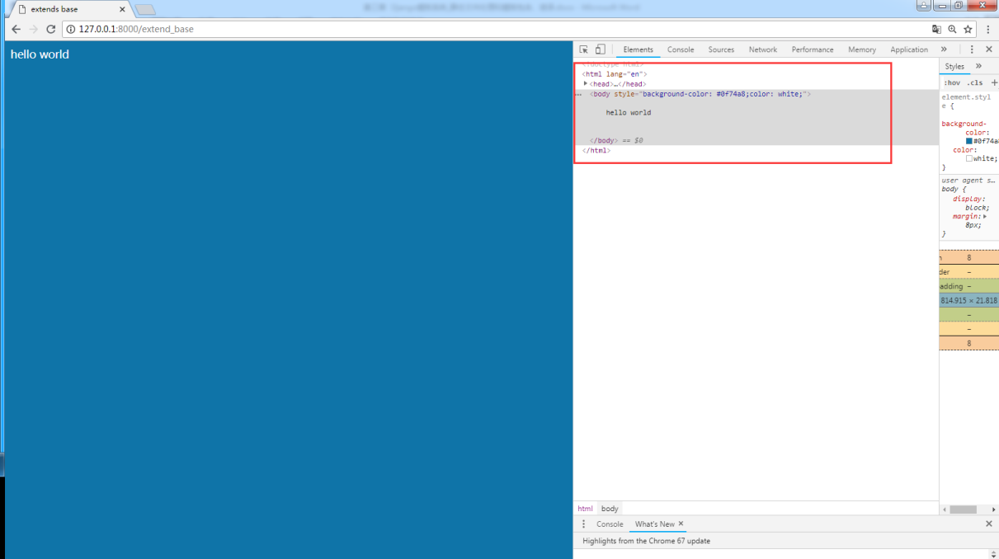 extends base
127.0.0.1:8000/extend_base
hello world
Elements Console Sources Network Performance Memory Application »
<!doctype html>
<html lang="en">
▶<head>…</head>
… <body style="background-color: #0f74a8;color: white;">
hello world
</body> == $0
</html>
html body
Styles »
:hov .cls +
element.styl
e {
background-
color:
#0f74a8
color:
white;
}
user agent s…
body {
display:
block;
margin:▶
8px;
}
8
der –
adding –
814.915 × 21.818
–
–
8
Console What's New ×
Highlights from the Chrome 67 update